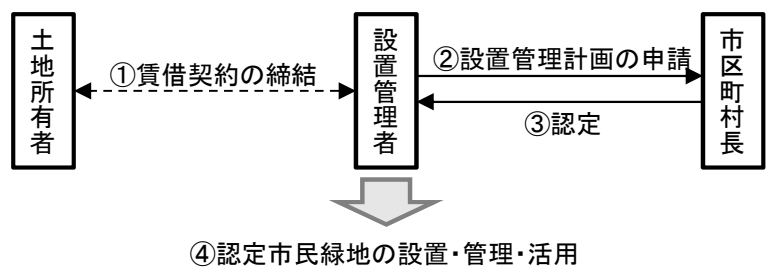 土地所有者
①賃借契約の締結
設置管理者
②設置管理計画の申請
③認定
市区町村長
④認定市民緑地の設置・管理・活用